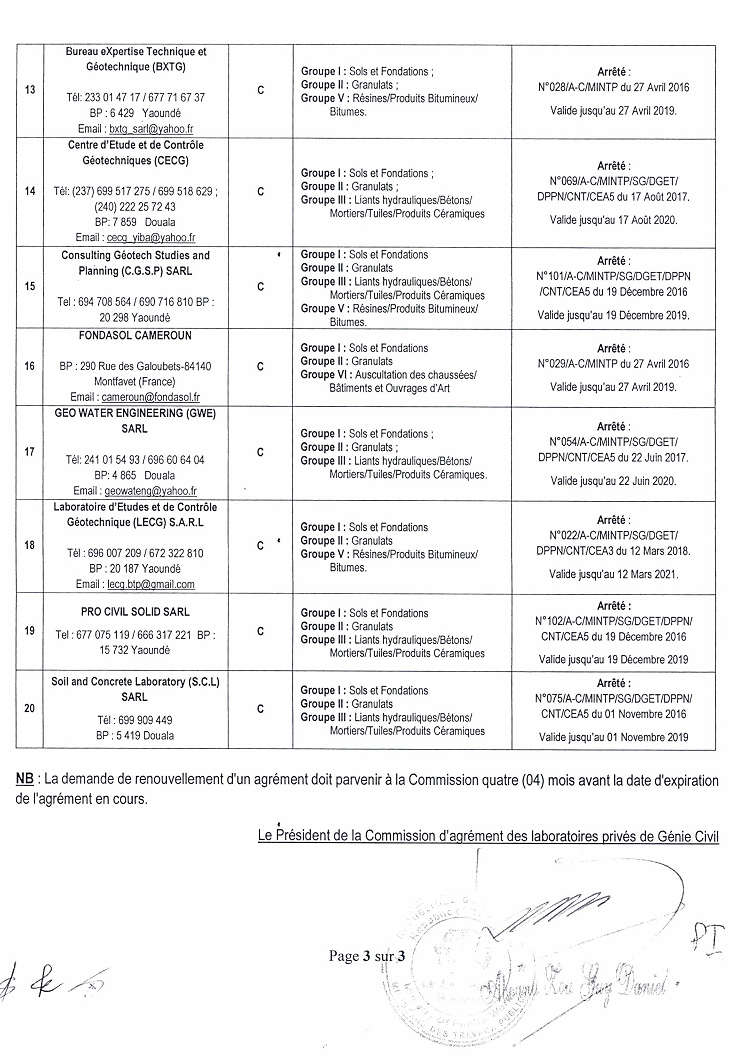 13
Bureau eXpertise Technique et
Géotechnique (BXTG)
Tél: 233 01 47 17 / 677 71 67 37
BP : 6 429 Yaoundé
Email : bxtg_sarl@yahoo.fr
C
Groupe I : Sols et Fondations ;
Groupe II : Granulats ;
Groupe V : Résines/Produits Bitumineux/
Bitumes.
Arrêté :
N°028/A-C/MINTP du 27 Avril 2016
Valide jusqu'au 27 Avril 2019.
14
Centre d'Etude et de Contrôle
Géotechniques (CECG)
Tél: (237) 699 517 275 / 699 518 629 ;
(240) 222 25 72 43
BP: 7 859 Douala
Email : cecg_yiba@yahoo.fr
C
Groupe I : Sols et Fondations ;
Groupe II : Granulats ;
Groupe III : Liants hydrauliques/Bétons/
Mortiers/Tuiles/Produits Céramiques
Arrêté :
N°069/A-C/MINTP/SG/DGET/
DPPN/CNT/CEA5 du 17 Août 2017.
Valide jusqu'au 17 Août 2020.
15
Consulting Géotech Studies and
Planning (C.G.S.P) SARL
Tel : 694 708 564 / 690 716 810 BP :
20 298 Yaoundé
C
Groupe I : Sols et Fondations
Groupe II : Granulats
Groupe III : Liants hydrauliques/Bétons/
Mortiers/Tuiles/Produits Céramiques
Groupe V : Résines/Produits Bitumineux/
Bitumes.
Arrêté :
N°101/A-C/MINTP/SG/DGET/DPPN
/CNT/CEA5 du 19 Décembre 2016
Valide jusqu'au 19 Décembre 2019.
16
FONDASOL CAMEROUN
BP : 290 Rue des Galoubets-84140
Montfavet (France)
Email : cameroun@fondasol.fr
C
Groupe I : Sols et Fondations
Groupe II : Granulats
Groupe VI : Auscultation des chaussées/
Bâtiments et Ouvrages d'Art
Arrêté :
N°029/A-C/MINTP du 27 Avril 2016
Valide jusqu'au 27 Avril 2019.
17
GEO WATER ENGINEERING (GWE)
SARL
Tél: 241 01 54 93 / 696 60 64 04
BP: 4 865 Douala
Email : geowateng@yahoo.fr
C
Groupe I : Sols et Fondations ;
Groupe II : Granulats ;
Groupe III : Liants hydrauliques/Bétons/
Mortiers/Tuiles/Produits Céramiques.
Arrêté :
N°054/A-C/MINTP/SG/DGET/
DPPN/CNT/CEA5 du 22 Juin 2017.
Valide jusqu'au 22 Juin 2020.
18
Laboratoire d'Etudes et de Contrôle
Géotechnique (LECG) S.A.R.L
Tél : 696 007 209 / 672 322 810
BP : 20 187 Yaoundé
Email : lecg.btp@gmail.com
C
Groupe I : Sols et Fondations
Groupe II : Granulats
Groupe V : Résines/Produits Bitumineux/
Bitumes.
Arrêté :
N°022/A-C/MINTP/SG/DGET/
DPPN/CNT/CEA3 du 12 Mars 2018.
Valide jusqu'au 12 Mars 2021.
19
PRO CIVIL SOLID SARL
Tel : 677 075 119 / 666 317 221 BP :
15 732 Yaoundé
C
Groupe I : Sols et Fondations
Groupe II : Granulats
Groupe III : Liants hydrauliques/Bétons/
Mortiers/Tuiles/Produits Céramiques
Arrêté :
N°102/A-C/MINTP/SG/DGET/DPPN/
CNT/CEA5 du 19 Décembre 2016
Valide jusqu'au 19 Décembre 2019
20
Soil and Concrete Laboratory (S.C.L)
SARL
Tél : 699 909 449
BP : 5 419 Douala
C
Groupe I : Sols et Fondations
Groupe II : Granulats
Groupe III : Liants hydrauliques/Bétons/
Mortiers/Tuiles/Produits Céramiques
Arrêté :
N°075/A-C/MINTP/SG/DGET/DPPN/
CNT/CEA5 du 01 Novembre 2016
Valide jusqu'au 01 Novembre 2019
NB : La demande de renouvellement d'un agrément doit parvenir à la Commission quatre (04) mois avant la date d'expiration
de l'agrément en cours.
Le Président de la Commission d'agrément des laboratoires privés de Génie Civil
PI
Page 3 sur 3
Guy Daniel